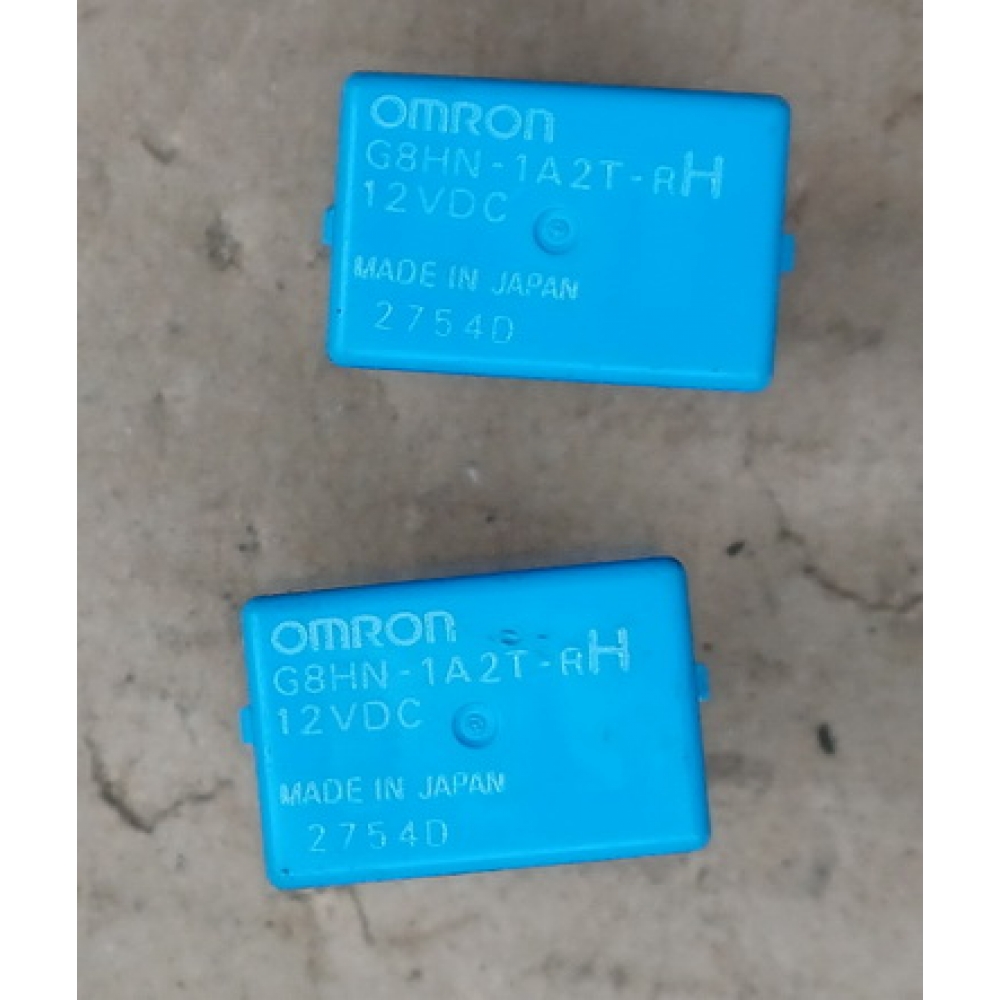 OMRON
G8HN-1A2T-RH
12VDC
MADE IN JAPAN
2754D
OMRON
G8HN-1A2T-RH
12VDC
MADE IN JAPAN
2754D